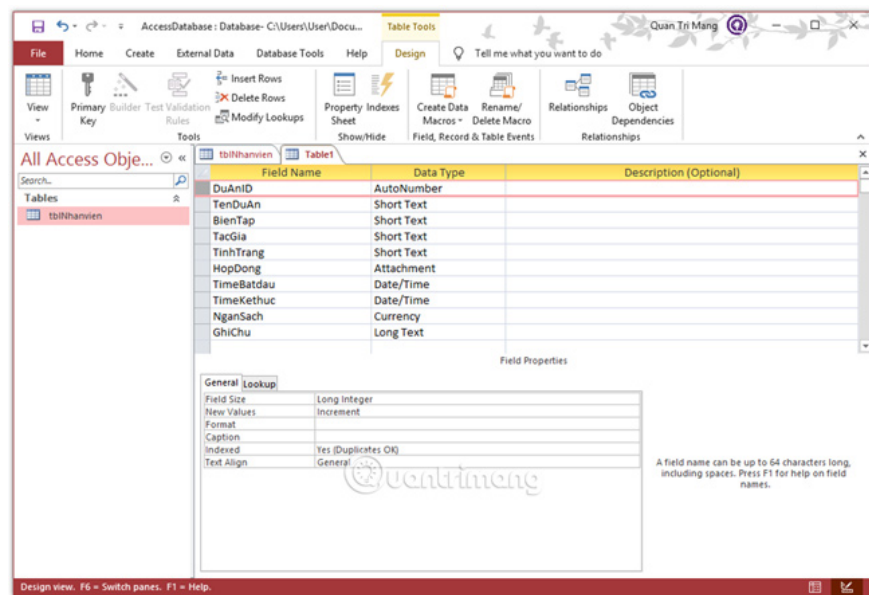 AccessDatabase : Database- C:\Users\User\Docu...
Table Tools
Quan Tri Mang
File Home Create External Data Database Tools Help Design Tell me what you want to do
View
Primary Key
Builder
Test Validation Rules
Insert Rows
Delete Rows
Modify Lookups
Property Sheet
Indexes
Create Data Macros
Rename/ Delete Macro
Relationships
Object Dependencies
Views Tools Show/Hide Field, Record & Table Events Relationships
All Access Obje... «
Search...
Tables
tblNhanvien
tblNhanvien Table1
Field Name Data Type Description (Optional)
DuAnID AutoNumber
TenDuAn Short Text
BienTap Short Text
TacGia Short Text
TinhTrang Short Text
HopDong Attachment
TimeBatdau Date/Time
TimeKethuc Date/Time
NganSach Currency
GhiChu Long Text
Field Properties
General Lookup
Field Size Long Integer
New Values Increment
Format
Caption
Indexed Yes (Duplicates OK)
Text Align General
Quantrimang
A field name can be up to 64 characters long,
including spaces. Press F1 for help on field
names.
Design view. F6 = Switch panes. F1 = Help.